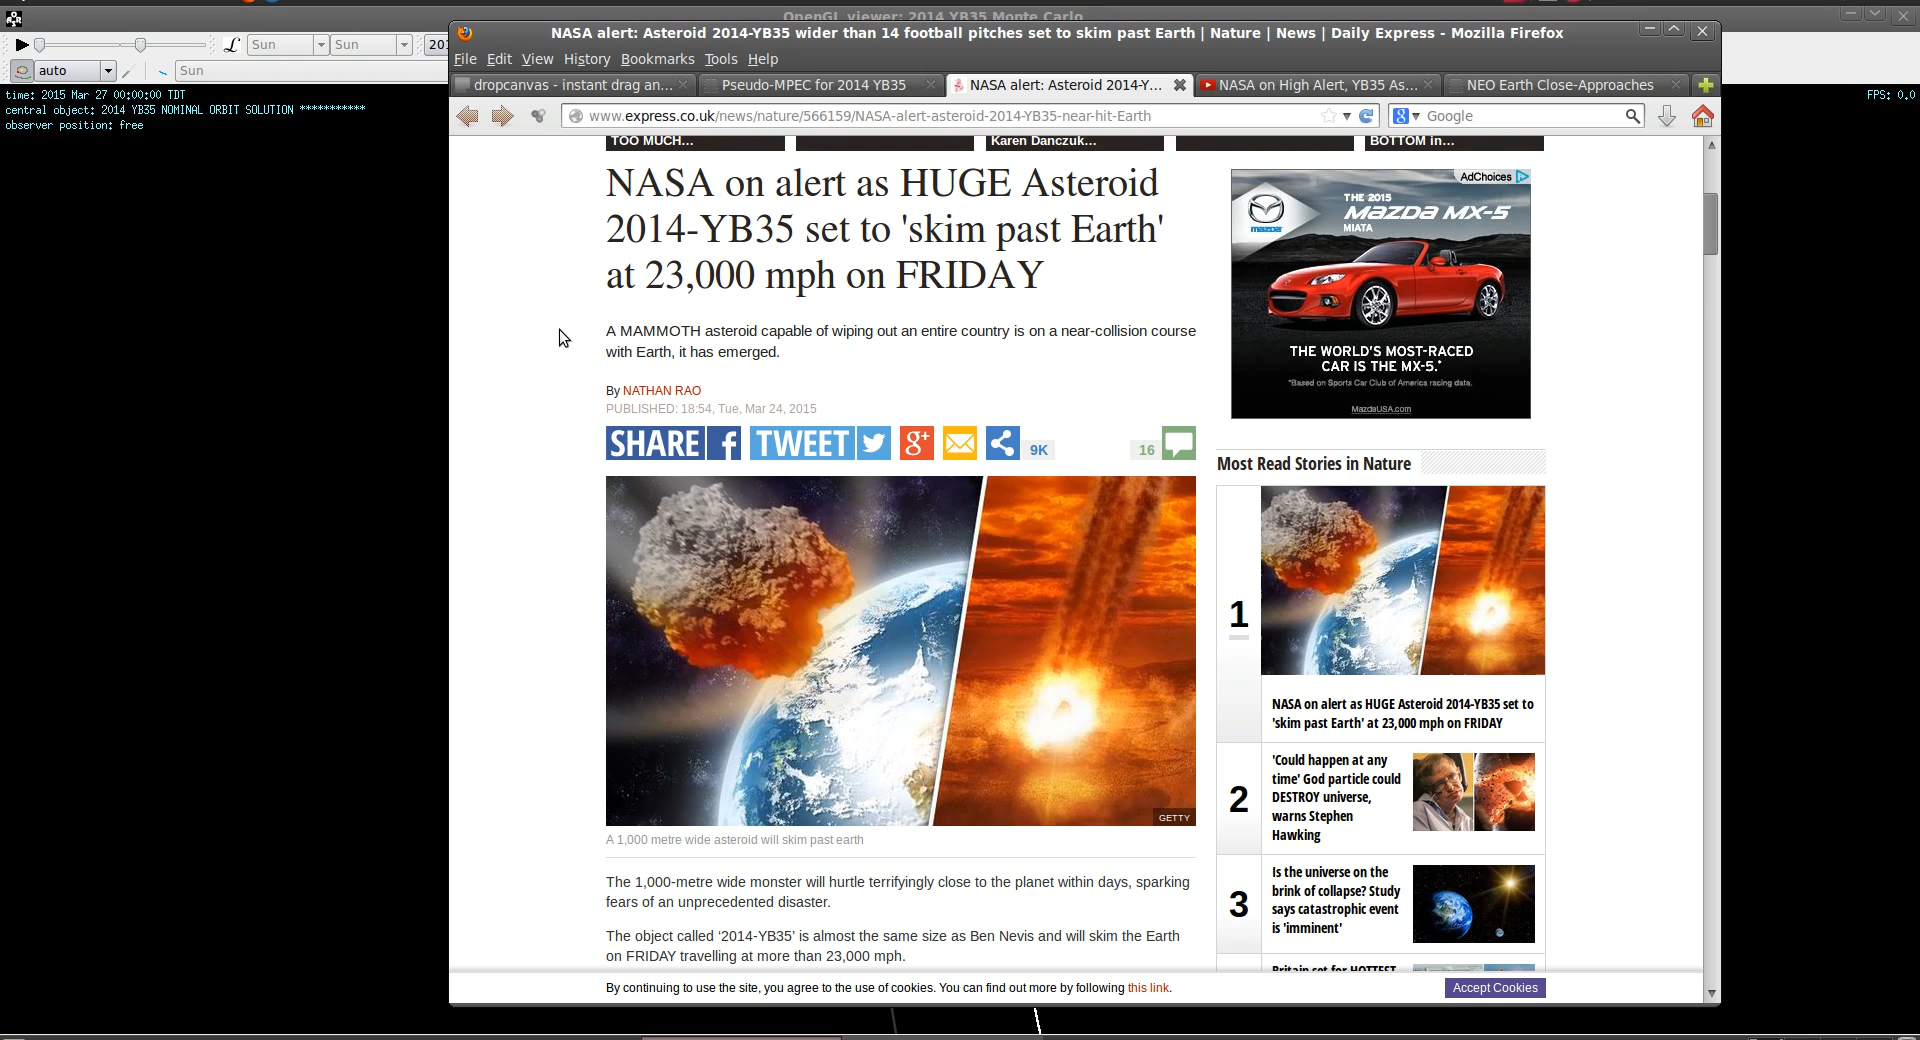 OpenGL viewer: 2014 YB35 Monte Carlo
Sun
Sun
201
auto
Sun
time: 2015 Mar 27 00:00:00 TDT
central object: 2014 YB35 NOMINAL ORBIT SOLUTION ***********
observer position: free
FPS: 0.0
NASA alert: Asteroid 2014-YB35 wider than 14 football pitches set to skim past Earth | Nature | News | Daily Express - Mozilla Firefox
File Edit View History Bookmarks Tools Help
dropcanvas - instant drag an...
Pseudo-MPEC for 2014 YB35
NASA alert: Asteroid 2014-Y...
NASA on High Alert, YB35 As...
NEO Earth Close-Approaches
www.express.co.uk/news/nature/566159/NASA-alert-asteroid-2014-YB35-near-hit-Earth
Google
TOO MUCH...
Karen Danczuk...
BOTTOM in...
NASA on alert as HUGE Asteroid
2014-YB35 set to 'skim past Earth'
at 23,000 mph on FRIDAY
A MAMMOTH asteroid capable of wiping out an entire country is on a near-collision course
with Earth, it has emerged.
By NATHAN RAO
PUBLISHED: 18:54, Tue, Mar 24, 2015
SHARE
TWEET
g+
9K
16
GETTY
A 1,000 metre wide asteroid will skim past earth
The 1,000-metre wide monster will hurtle terrifyingly close to the planet within days, sparking
fears of an unprecedented disaster.
The object called ‘2014-YB35’ is almost the same size as Ben Nevis and will skim the Earth
on FRIDAY travelling at more than 23,000 mph.
AdChoices
THE 2015
mazda MX-5
MIATA
mazda
THE WORLD'S MOST-RACED
CAR IS THE MX-5.*
*Based on Sports Car Club of America racing data.
MazdaUSA.com
Most Read Stories in Nature
1
NASA on alert as HUGE Asteroid 2014-YB35 set to
'skim past Earth' at 23,000 mph on FRIDAY
2
'Could happen at any
time' God particle could
DESTROY universe,
warns Stephen
Hawking
3
Is the universe on the
brink of collapse? Study
says catastrophic event
is 'imminent'
Britain set for HOTTEST
By continuing to use the site, you agree to the use of cookies. You can find out more by following this link.
Accept Cookies